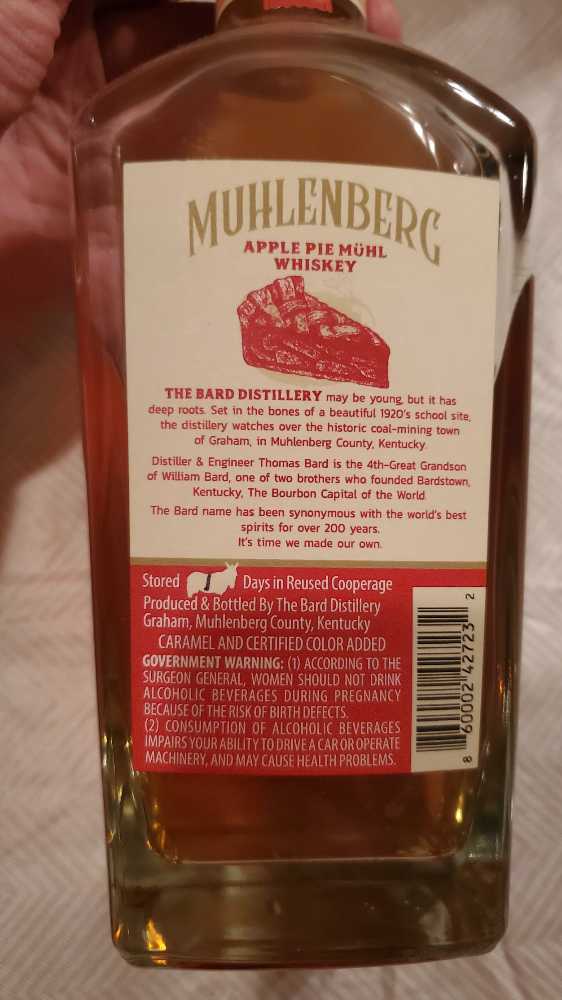 MUHLENBERG
APPLE PIE MÜHL
WHISKEY
THE BARD DISTILLERY may be young, but it has
deep roots. Set in the bones of a beautiful 1920's school site,
the distillery watches over the historic coal-mining town
of Graham, in Muhlenberg County, Kentucky.
Distiller & Engineer Thomas Bard is the 4th-Great Grandson
of William Bard, one of two brothers who founded Bardstown,
Kentucky, The Bourbon Capital of the World.
The Bard name has been synonymous with the world's best
spirits for over 200 years.
It's time we made our own.
Stored 1 Days in Reused Cooperage
Produced & Bottled By The Bard Distillery
Graham, Muhlenberg County, Kentucky
CARAMEL AND CERTIFIED COLOR ADDED
GOVERNMENT WARNING: (1) ACCORDING TO THE
SURGEON GENERAL, WOMEN SHOULD NOT DRINK
ALCOHOLIC BEVERAGES DURING PREGNANCY
BECAUSE OF THE RISK OF BIRTH DEFECTS.
(2) CONSUMPTION OF ALCOHOLIC BEVERAGES
IMPAIRS YOUR ABILITY TO DRIVE A CAR OR OPERATE
MACHINERY, AND MAY CAUSE HEALTH PROBLEMS.
8 60002 42723 2